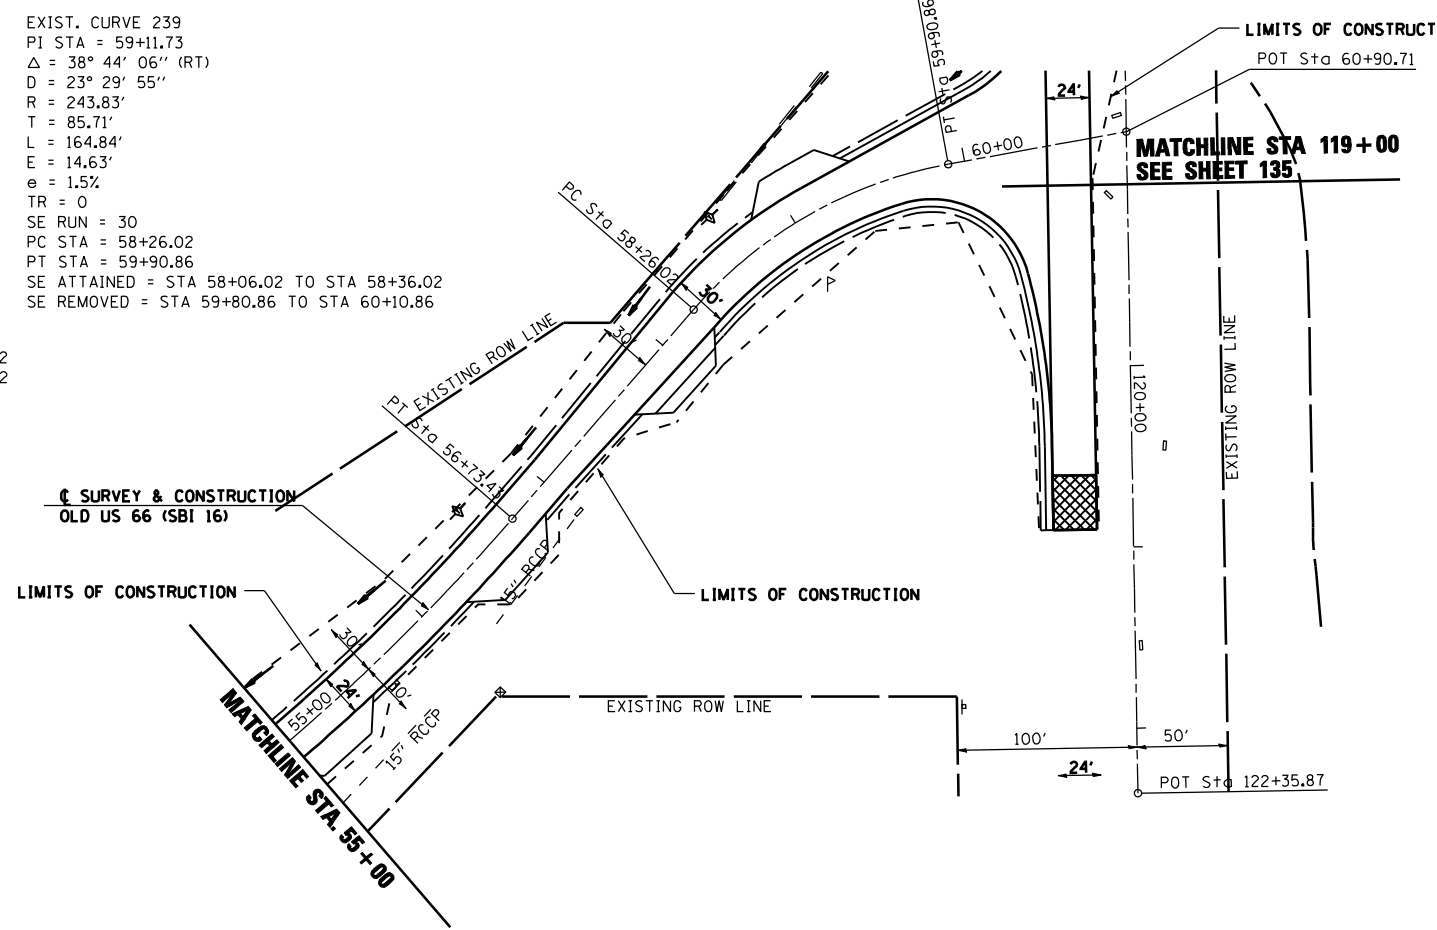 EXIST. CURVE 239
PI STA = 59+11.73
Δ = 38° 44' 06'' (RT)
D = 23° 29' 55''
R = 243.83'
T = 85.71'
L = 164.84'
E = 14.63'
e = 1.5%
TR = 0
SE RUN = 30
PC STA = 58+26.02
PT STA = 59+90.86
SE ATTAINED = STA 58+06.02 TO STA 58+36.02
SE REMOVED = STA 59+80.86 TO STA 60+10.86
2
2
PT Sta 59+90.86
LIMITS OF CONSTRUCT
POT Sta 60+90.71
24'
60+00
MATCHLINE STA 119+00
SEE SHEET 135
PC Sta 58+26.02
30'
30'
EXISTING ROW LINE
PT Sta 56+73.43
120+00
EXISTING ROW LINE
℄ SURVEY & CONSTRUCTION
OLD US 66 (SBI 16)
15'' RCCP
LIMITS OF CONSTRUCTION
LIMITS OF CONSTRUCTION
30'
24'
30'
55+00
15'' RCCP
MATCHLINE STA. 55+00
EXISTING ROW LINE
100'
50'
24'
POT Sta 122+35.87